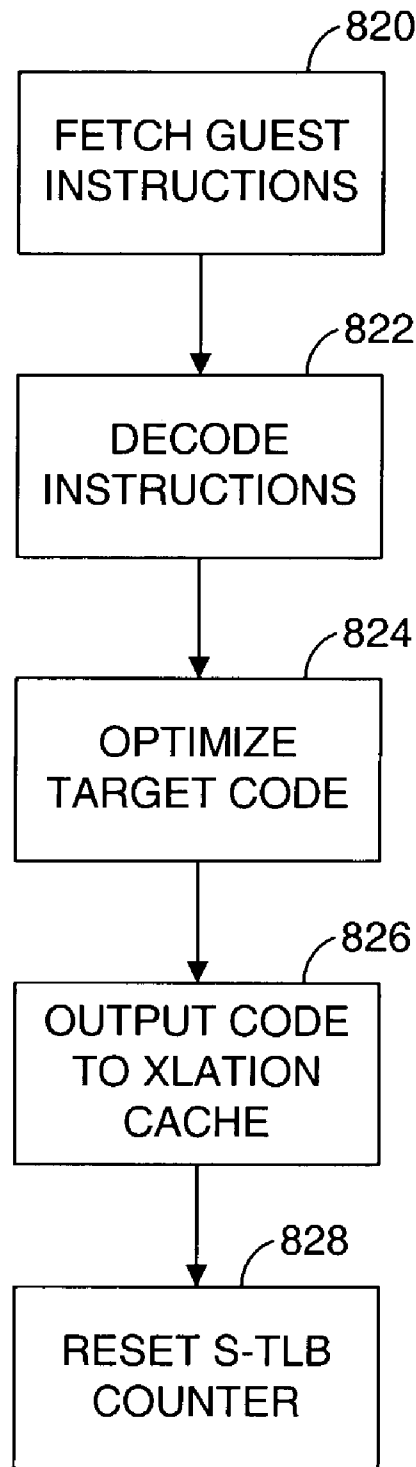 820
FETCH GUEST
INSTRUCTIONS
822
DECODE
INSTRUCTIONS
824
OPTIMIZE
TARGET CODE
826
OUTPUT CODE
TO XLATION
CACHE
828
RESET S-TLB
COUNTER